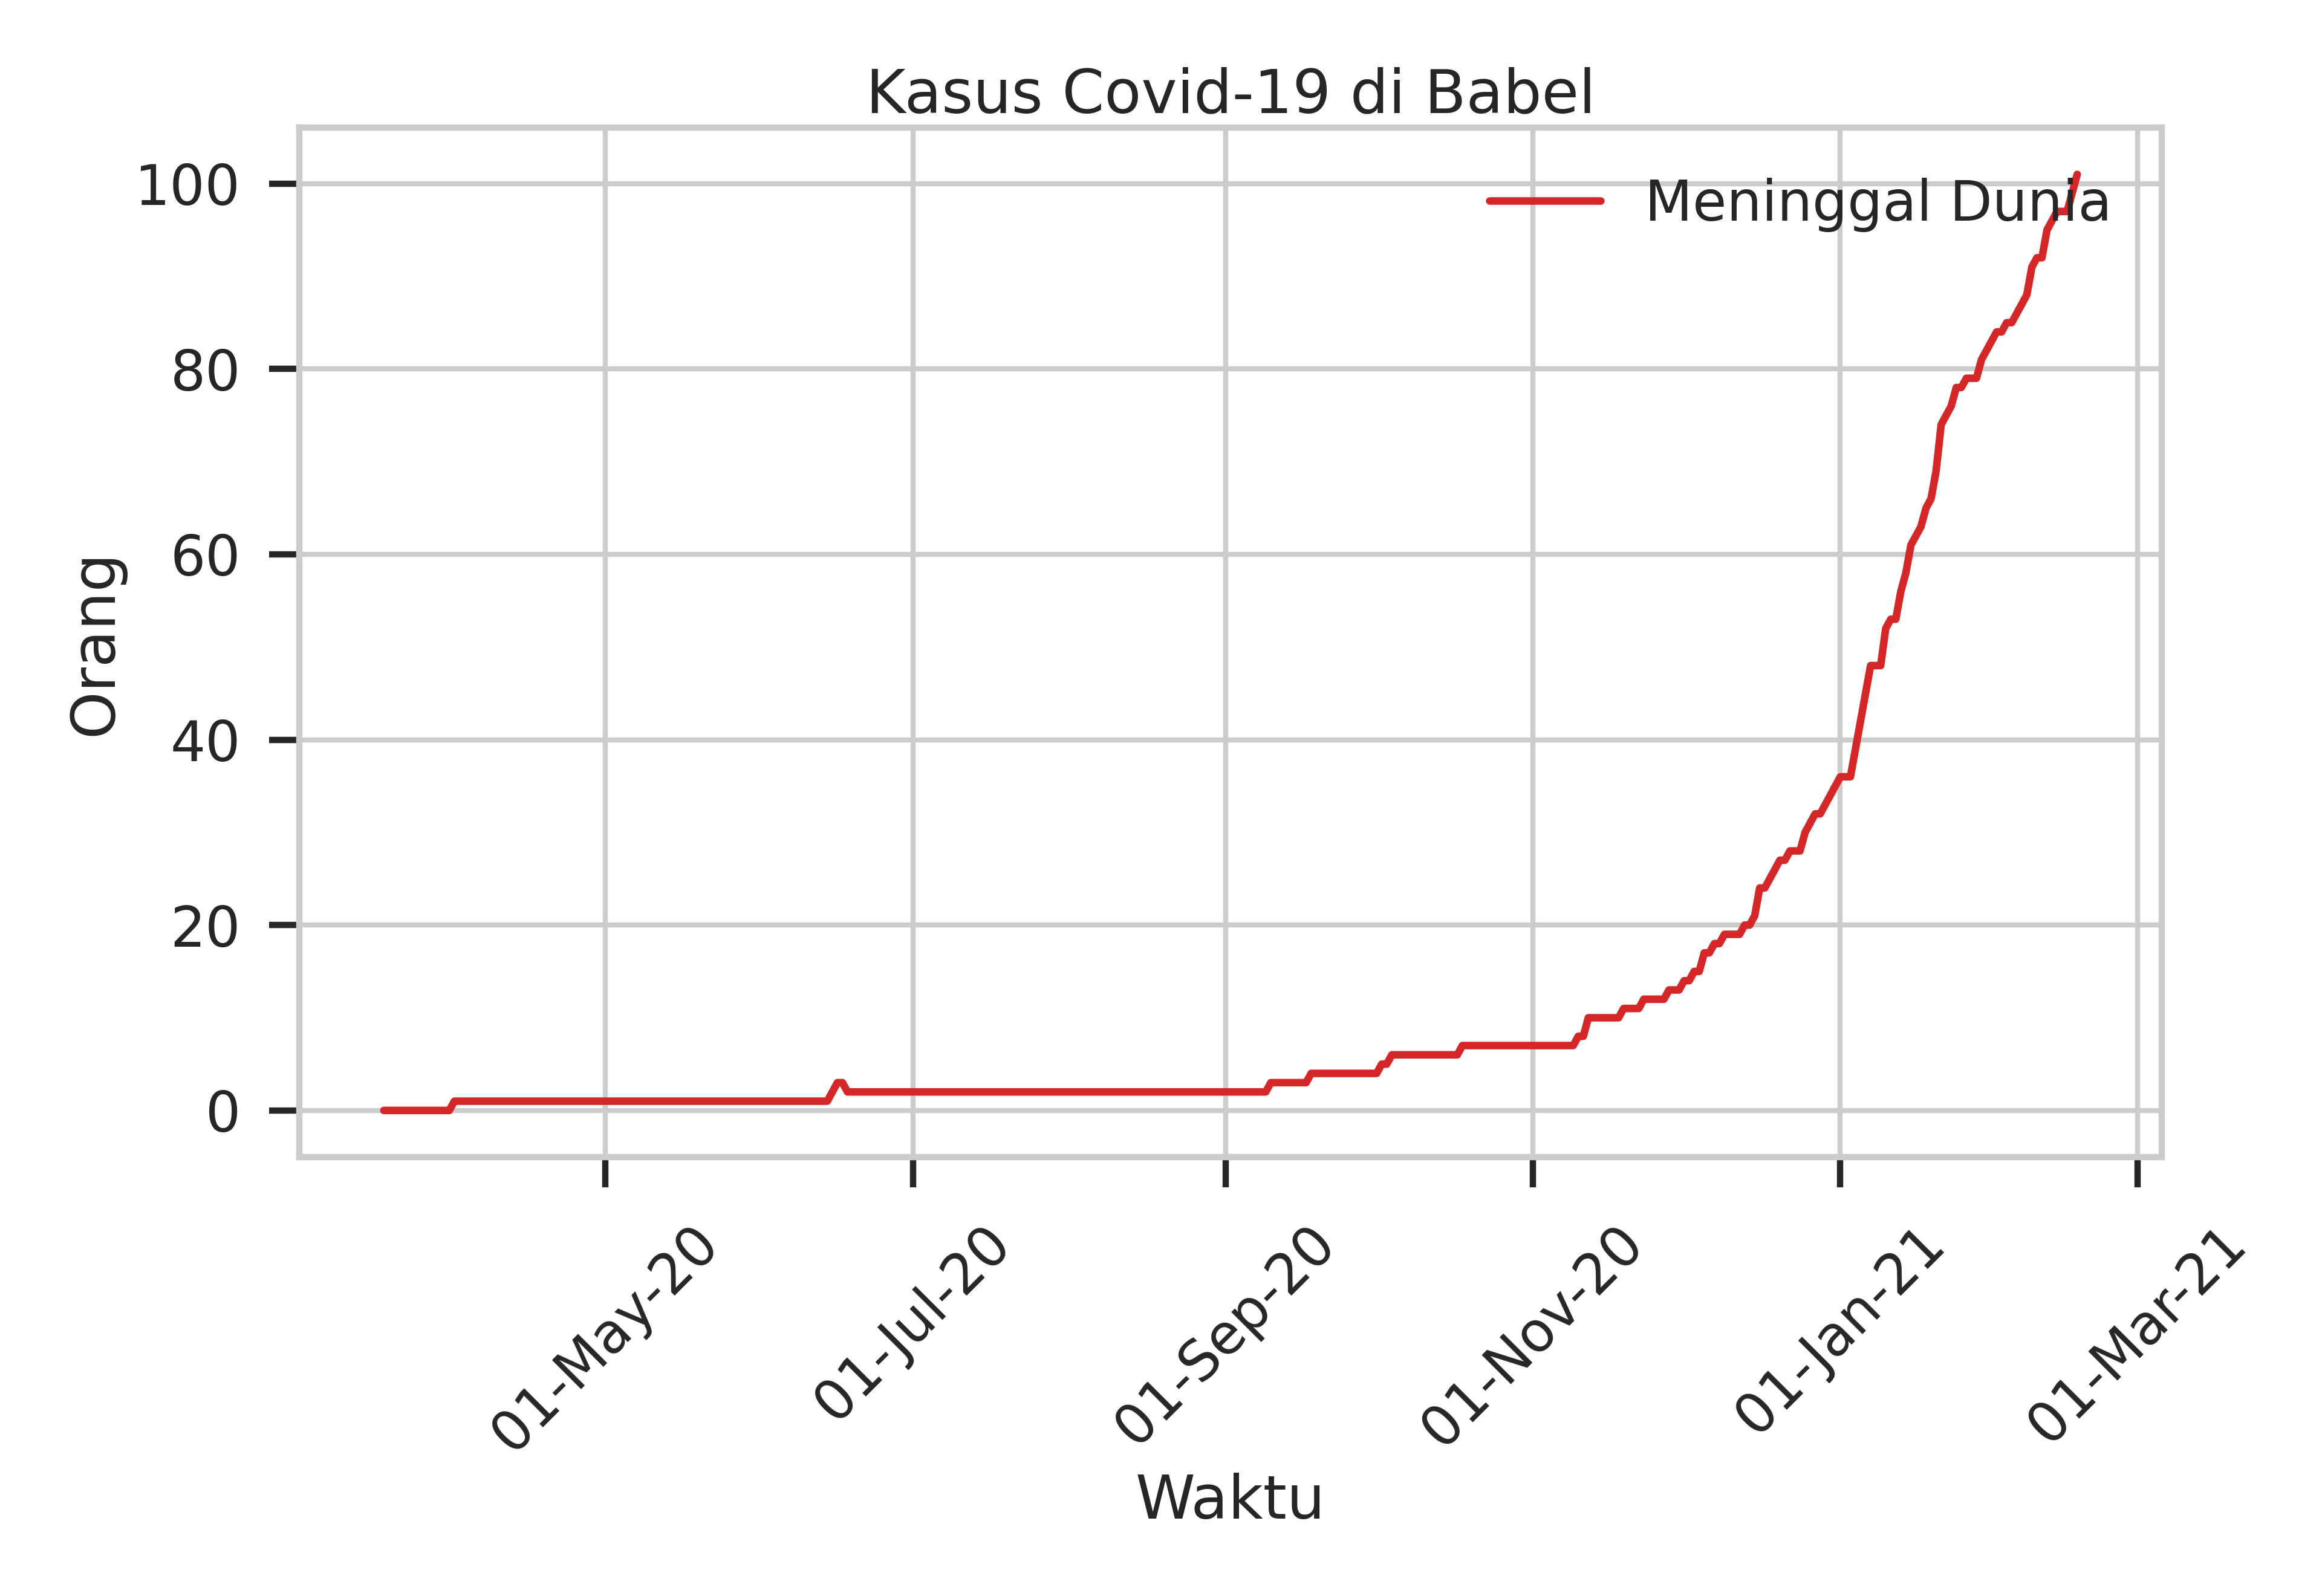 Kasus Covid-19 di Babel
Meninggal Dunia
100
80
60
40
20
0
Orang
01-May-20
01-Jul-20
01-Sep-20
01-Nov-20
01-Jan-21
01-Mar-21
Waktu